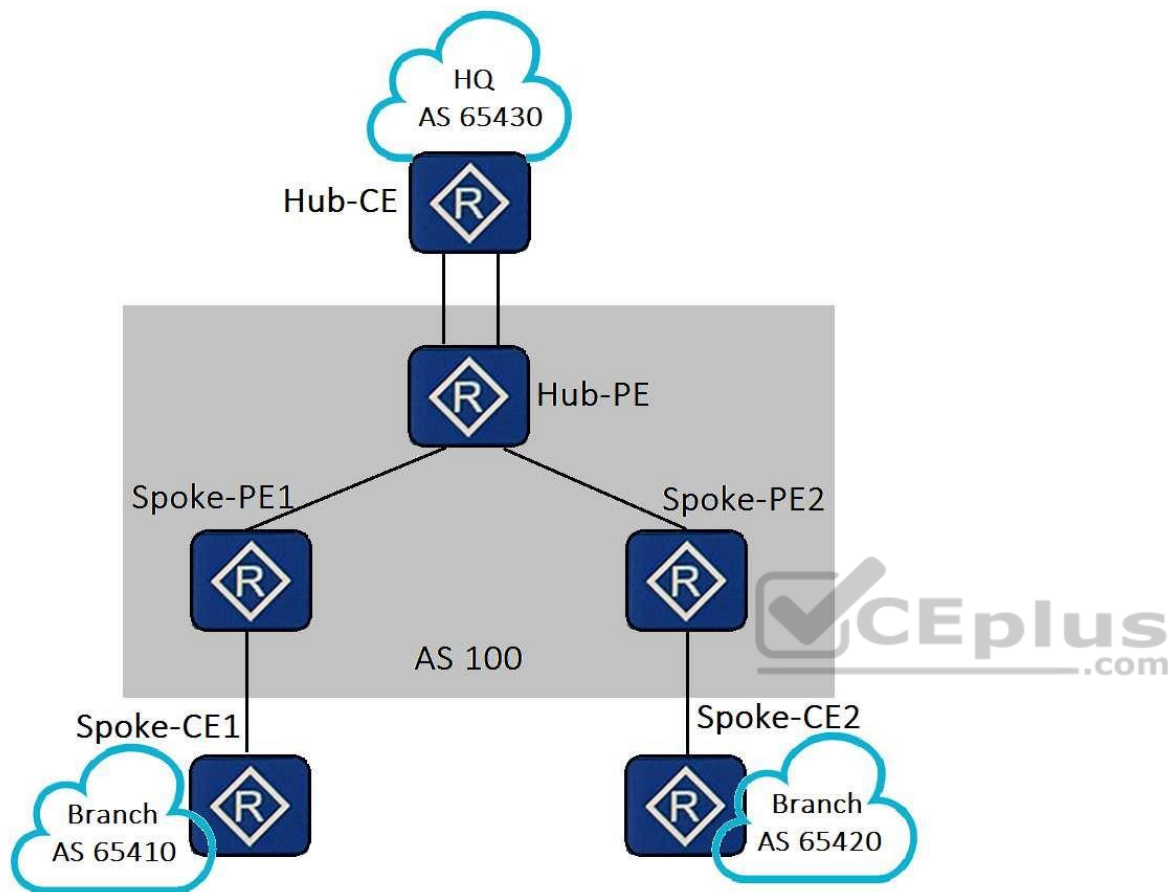 HQ
AS 65430
Hub-CE
R
Hub-PE
R
Spoke-PE1
Spoke-PE2
R
R
CEplus
.com
AS 100
Spoke-CE1
Spoke-CE2
Branch
AS 65410
R
R
Branch
AS 65420